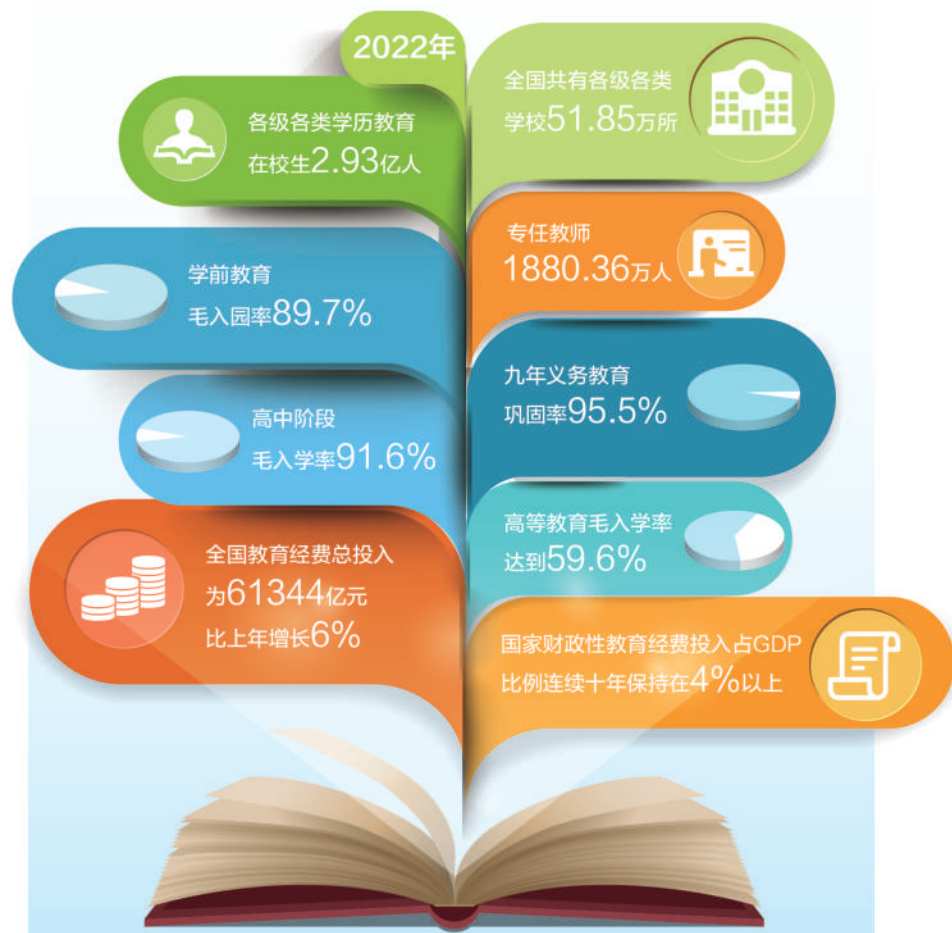 2022年
全国共有各级各类
学校51.85万所
各级各类学历教育
在校生2.93亿人
专任教师
1880.36万人
学前教育
毛入园率89.7%
九年义务教育
巩固率95.5%
高中阶段
毛入学率91.6%
高等教育毛入学率
达到59.6%
全国教育经费总投入
为61344亿元
比上年增长6%
国家财政性教育经费投入占GDP
比例连续十年保持在4%以上